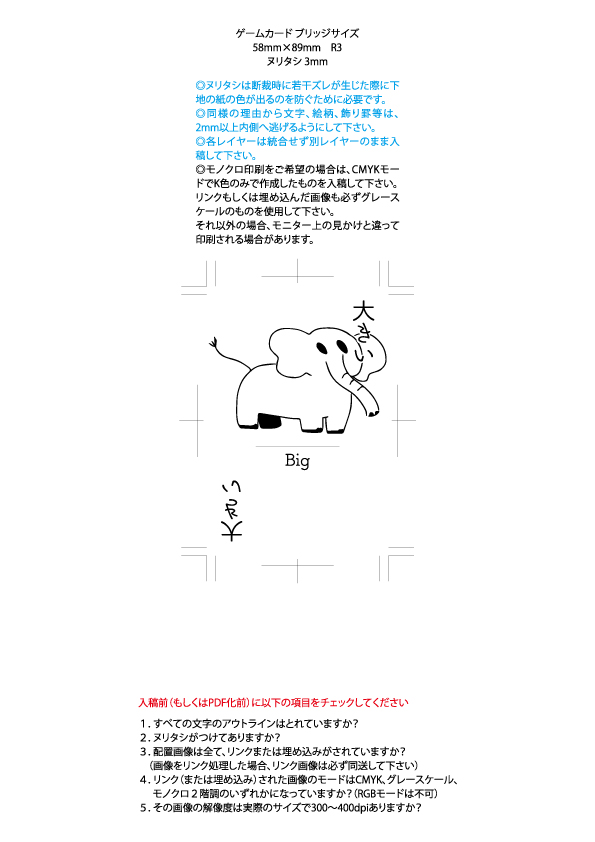 ゲームカード ブリッジサイズ
58mm×89mm　R3
ヌリタシ 3mm
◎ヌリタシは断裁時に若干ズレが生じた際に下
地の紙の色が出るのを防ぐために必要です。
◎同様の理由から文字、絵柄、飾り罫等は、
2mm以上内側へ逃げるようにして下さい。
◎各レイヤーは統合せず別レイヤーのまま入
稿して下さい。
◎モノクロ印刷をご希望の場合は、CMYKモー
ドでK色のみで作成したものを入稿して下さい。
リンクもしくは埋め込んだ画像も必ずグレース
ケールのものを使用して下さい。
それ以外の場合、モニター上の見かけと違って
印刷される場合があります。
大きい
Big
大きい
入稿前（もしくはPDF化前）に以下の項目をチェックしてください
１．すべての文字のアウトラインはとれていますか？
２．ヌリタシがつけてありますか？
３．配置画像は全て、リンクまたは埋め込みがされていますか？
（画像をリンク処理した場合、リンク画像は必ず同送して下さい）
４．リンク（または埋め込み）された画像のモードはCMYK、グレースケール、
モノクロ２階調のいずれかになっていますか？（RGBモードは不可）
５．その画像の解像度は実際のサイズで300〜400dpiありますか？